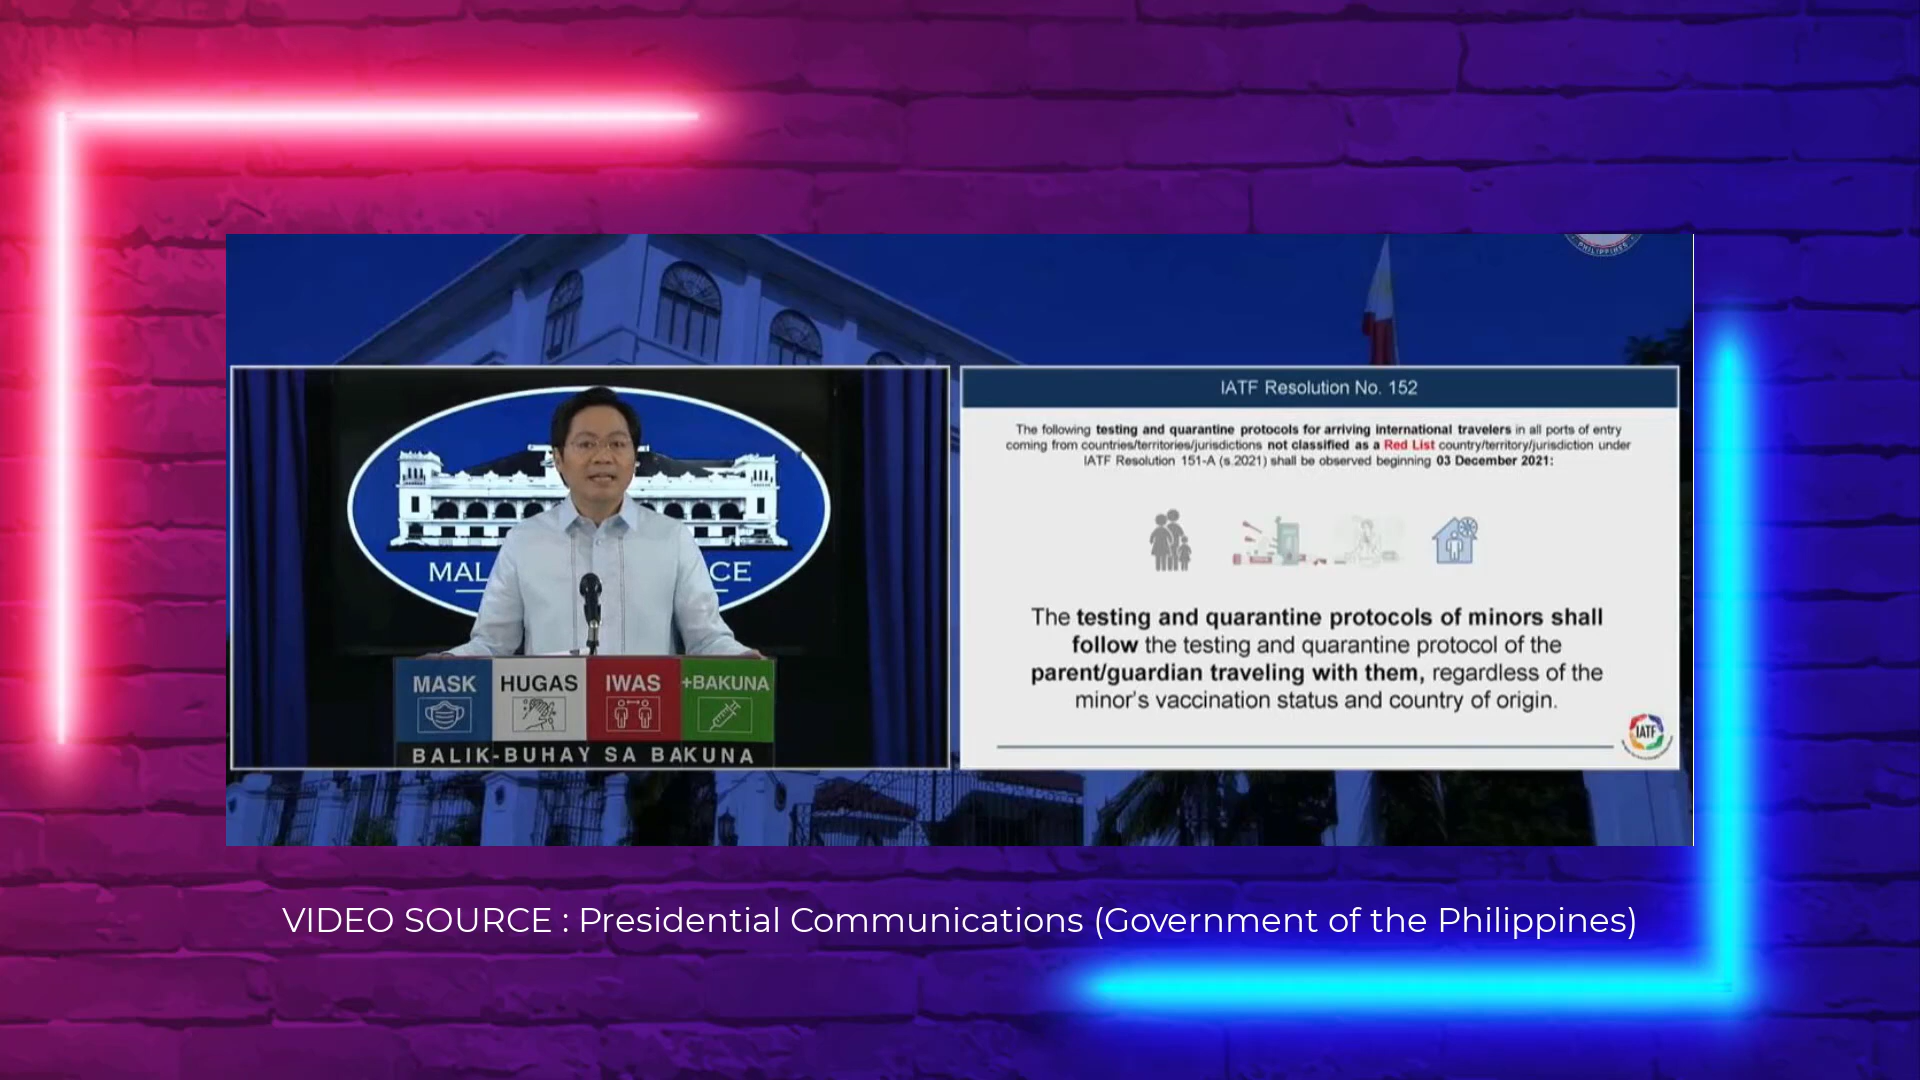 PHILIPPINES
IATF Resolution No. 152
The following testing and quarantine protocols for arriving international travelers in all ports of entry
coming from countries/territories/jurisdictions not classified as a Red List country/territory/jurisdiction under
IATF Resolution 151-A (s.2021) shall be observed beginning 03 December 2021:
The testing and quarantine protocols of minors shall
follow the testing and quarantine protocol of the
parent/guardian traveling with them, regardless of the
minor's vaccination status and country of origin.
IATF
MAL CE
MASK HUGAS IWAS +BAKUNA
BALIK-BUHAY SA BAKUNA
VIDEO SOURCE : Presidential Communications (Government of the Philippines)